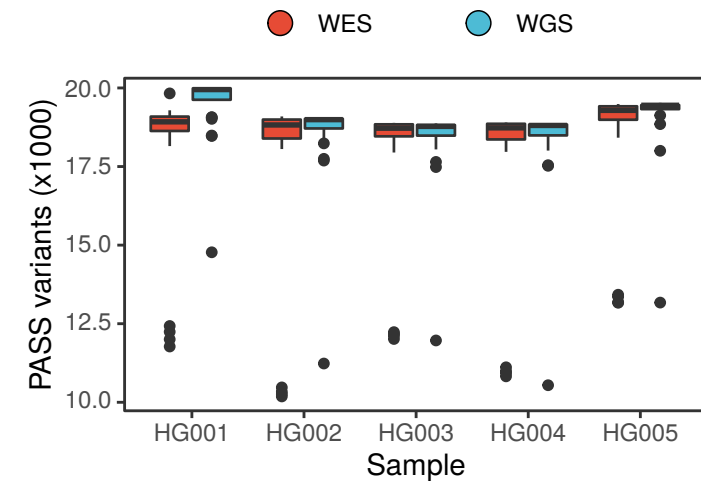 WES WGS
PASS variants (x1000)
20.0
17.5
15.0
12.5
10.0
HG001 HG002 HG003 HG004 HG005
Sample